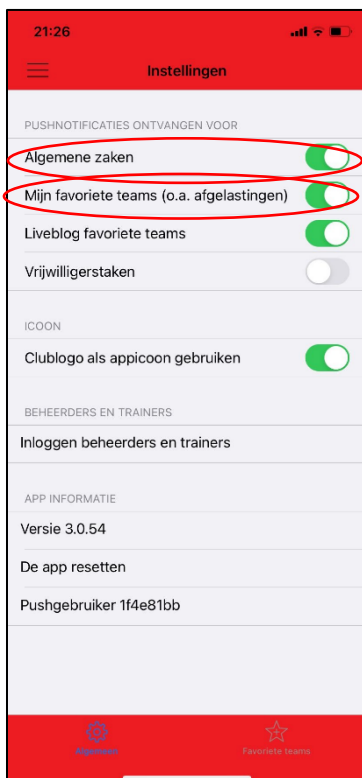 21:26
Instellingen
PUSHNOTIFICATIES ONTVANGEN VOOR
Algemene zaken
Mijn favoriete teams (o.a. afgelastingen)
Liveblog favoriete teams
Vrijwilligerstaken
ICOON
Clublogo als appicoon gebruiken
BEHEERDERS EN TRAINERS
Inloggen beheerders en trainers
APP INFORMATIE
Versie 3.0.54
De app resetten
Pushgebruiker 1f4e81bb
Algemeen
Favoriete teams